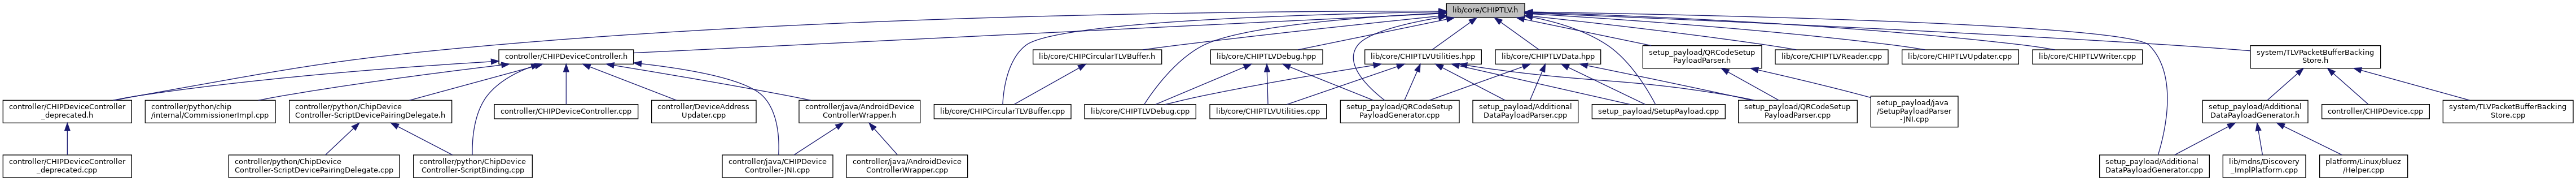 lib/core/CHIPTLV.h
controller/CHIPDeviceController.h
lib/core/CHIPCircularTLVBuffer.h
lib/core/CHIPTLVDebug.hpp
lib/core/CHIPTLVUtilities.hpp
lib/core/CHIPTLVData.hpp
setup_payload/QRCodeSetup
PayloadParser.h
lib/core/CHIPTLVReader.cpp
lib/core/CHIPTLVUpdater.cpp
lib/core/CHIPTLVWriter.cpp
system/TLVPacketBufferBacking
Store.h
controller/CHIPDeviceController
_deprecated.h
controller/python/chip
/internal/CommissionerImpl.cpp
controller/python/ChipDevice
Controller-ScriptDevicePairingDelegate.h
controller/CHIPDeviceController.cpp
controller/DeviceAddress
Updater.cpp
controller/java/AndroidDevice
ControllerWrapper.h
lib/core/CHIPCircularTLVBuffer.cpp
lib/core/CHIPTLVDebug.cpp
lib/core/CHIPTLVUtilities.cpp
setup_payload/QRCodeSetup
PayloadGenerator.cpp
setup_payload/Additional
DataPayloadParser.cpp
setup_payload/SetupPayload.cpp
setup_payload/QRCodeSetup
PayloadParser.cpp
setup_payload/java
/SetupPayloadParser
-JNI.cpp
setup_payload/Additional
DataPayloadGenerator.h
controller/CHIPDevice.cpp
system/TLVPacketBufferBacking
Store.cpp
controller/CHIPDeviceController
_deprecated.cpp
controller/python/ChipDevice
Controller-ScriptDevicePairingDelegate.cpp
controller/python/ChipDevice
Controller-ScriptBinding.cpp
controller/java/CHIPDevice
Controller-JNI.cpp
controller/java/AndroidDevice
ControllerWrapper.cpp
setup_payload/Additional
DataPayloadGenerator.cpp
lib/mdns/Discovery
_ImplPlatform.cpp
platform/Linux/bluez
/Helper.cpp